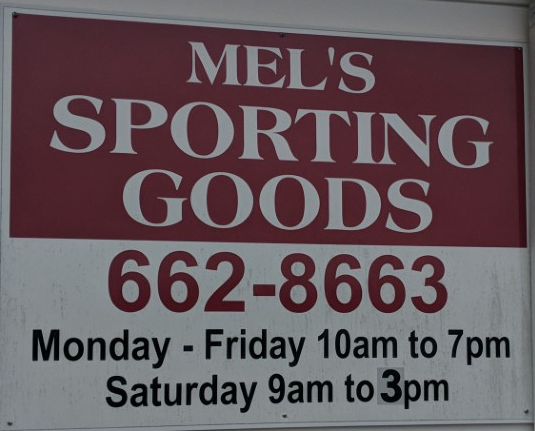 MEL'S
SPORTING
GOODS
662-8663
Monday - Friday 10am to 7pm
Saturday 9am to 3pm